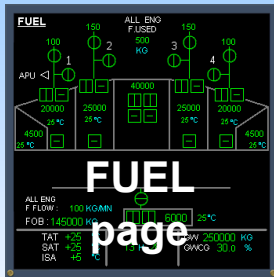 FUEL
ALL ENG
F.USED
500
KG
150 150
100 100
1 2 3 4
APU
40000
20000 25000 25000 20000
25 °C 25 °C 25 °C 25 °C
4500 4500
25 °C 25 °C
FUEL
page
6000 25°C
ALL ENG
F FLOW : 100 KG/MN
FOB : 145000 KG
TAT +25 °C GW 250000 KG
SAT +25 GWCG 30.0 %
ISA +5 °C